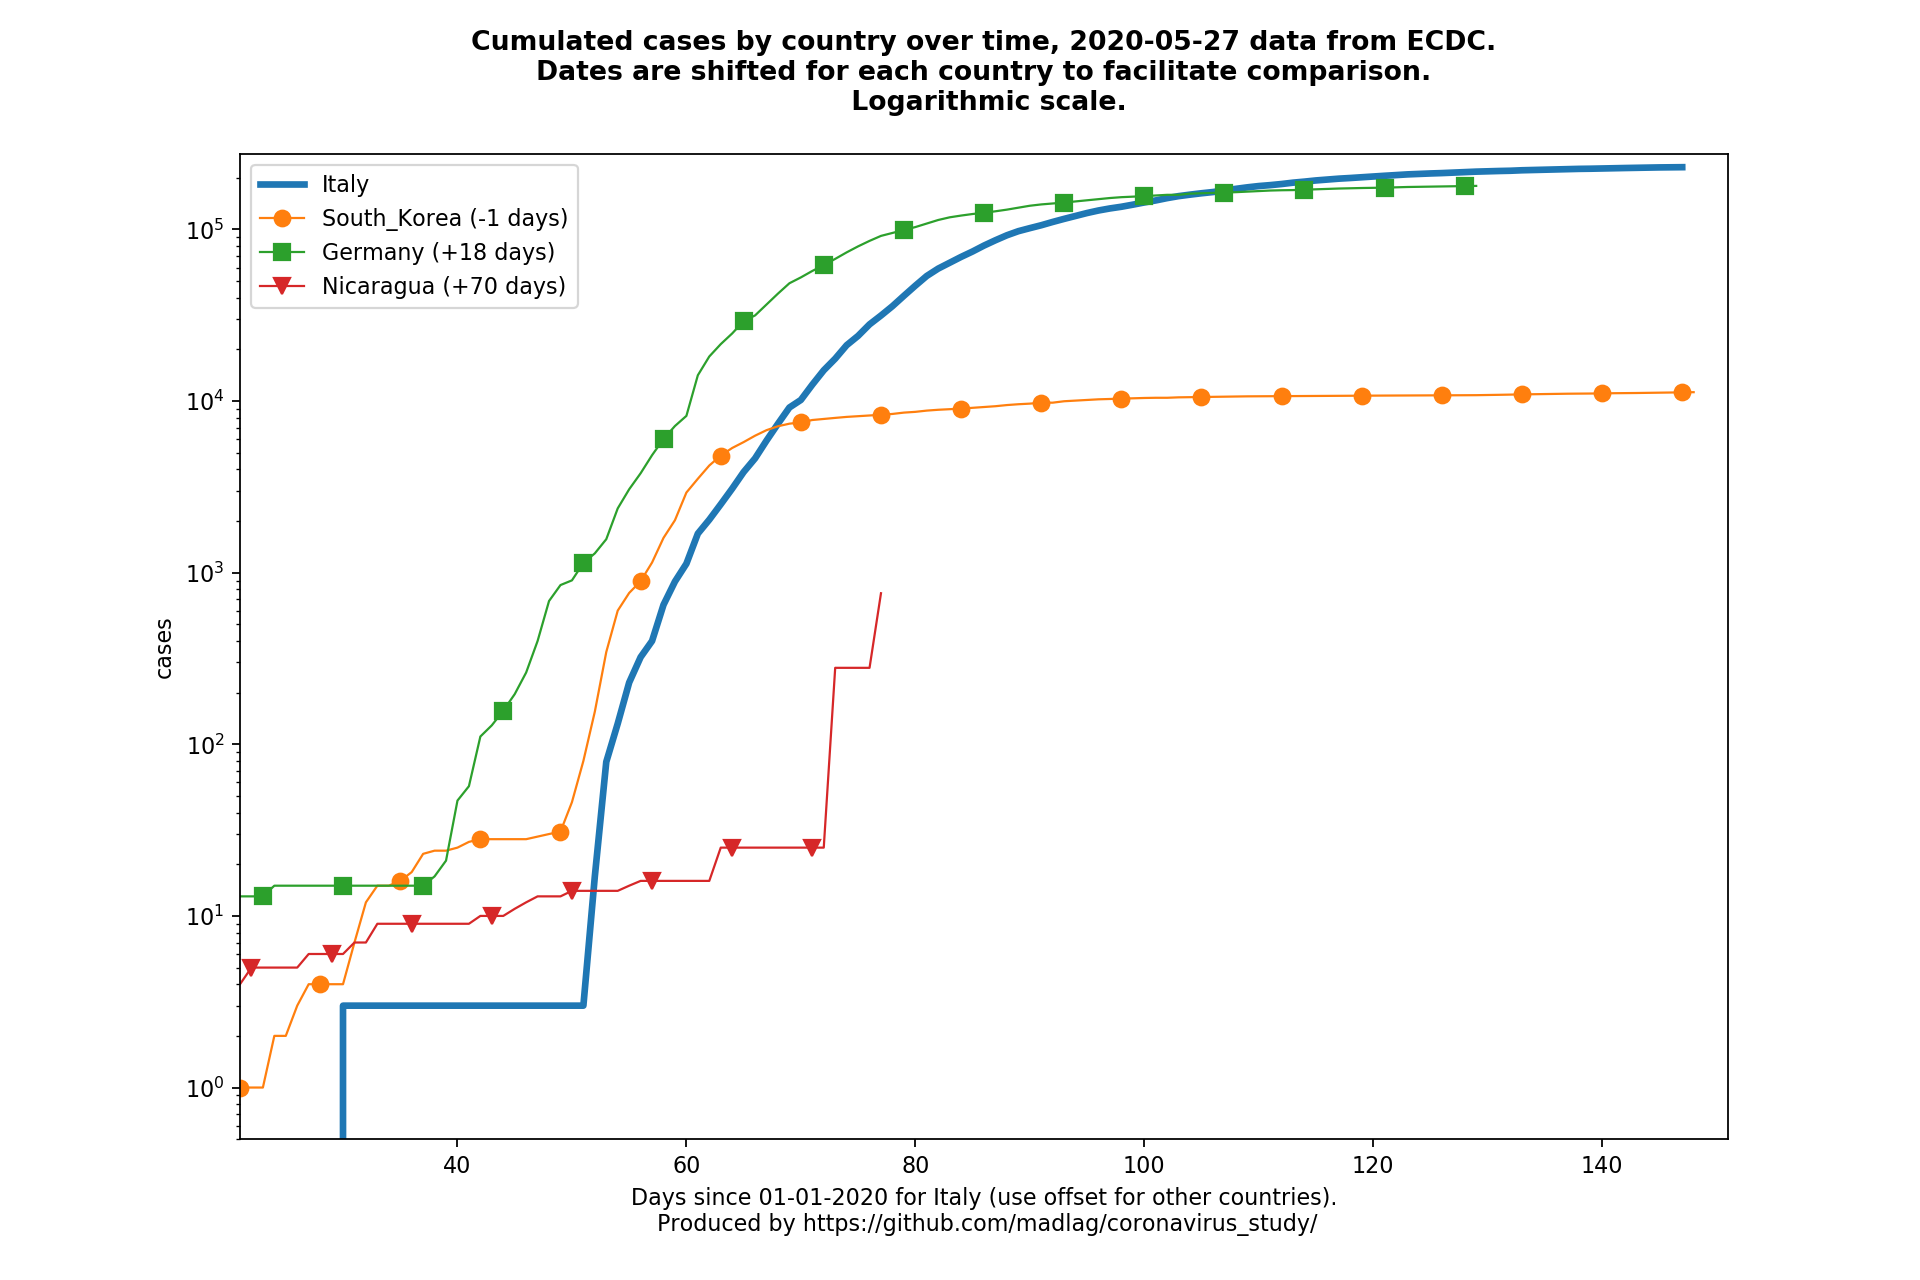 Cumulated cases by country over time, 2020-05-27 data from ECDC.
Dates are shifted for each country to facilitate comparison.
Logarithmic scale.
Italy
South_Korea (-1 days)
Germany (+18 days)
Nicaragua (+70 days)
cases
10^5
10^4
10^3
10^2
10^1
10^0
40 60 80 100 120 140
Days since 01-01-2020 for Italy (use offset for other countries).
Produced by https://github.com/madlag/coronavirus_study/